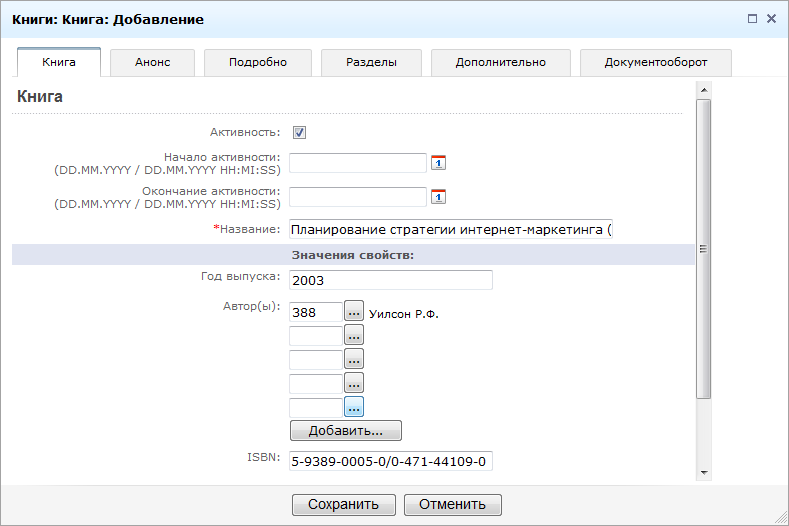 Книги: Книга: Добавление
Книга Анонс Подробно Разделы Дополнительно Документооборот
Книга
Активность:
Начало активности:
(DD.MM.YYYY / DD.MM.YYYY HH:MI:SS)
1
Окончание активности:
(DD.MM.YYYY / DD.MM.YYYY HH:MI:SS)
1
*Название: Планирование стратегии интернет-маркетинга (
Значения свойств:
Год выпуска: 2003
Автор(ы): 388 ... Уилсон Р.Ф.
...
...
...
...
Добавить...
ISBN: 5-9389-0005-0/0-471-44109-0
Сохранить Отменить